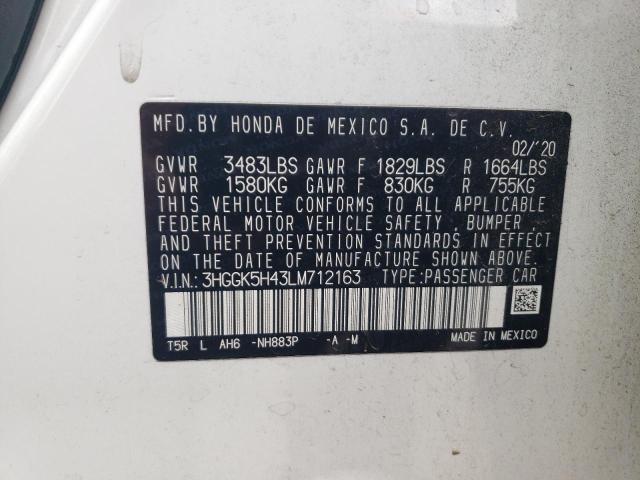 MFD.BY HONDA DE MEXICO S.A. DE C.V.
02/'20
GVWR 3483LBS GAWR F 1829LBS R 1664LBS
GVWR 1580KG GAWR F 830KG R 755KG
THIS VEHICLE CONFORMS TO ALL APPLICABLE
FEDERAL MOTOR VEHICLE SAFETY, BUMPER,
AND THEFT PREVENTION STANDARDS IN EFFECT
ON THE DATE OF MANUFACTURE SHOWN ABOVE.
V.I.N.: 3HGGK5H43LM712163 TYPE:PASSENGER CAR
T5R L AH6 -NH883P -A -M MADE IN MEXICO